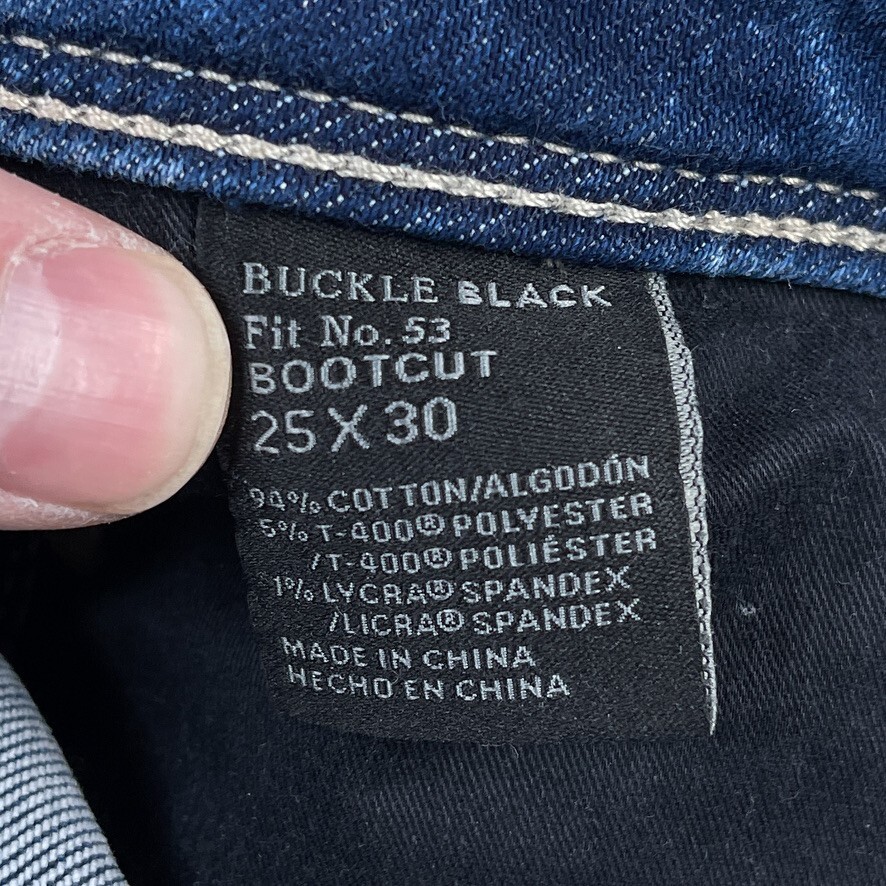 BUCKLE BLACK
Fit No. 53
BOOTCUT
25 X 30
94% COTTON/ALGODÓN
5% T-400® POLYESTER
/T-400® POLIÉSTER
1% LYCRA® SPANDEX
/LICRA® SPANDEX
MADE IN CHINA
HECHO EN CHINA